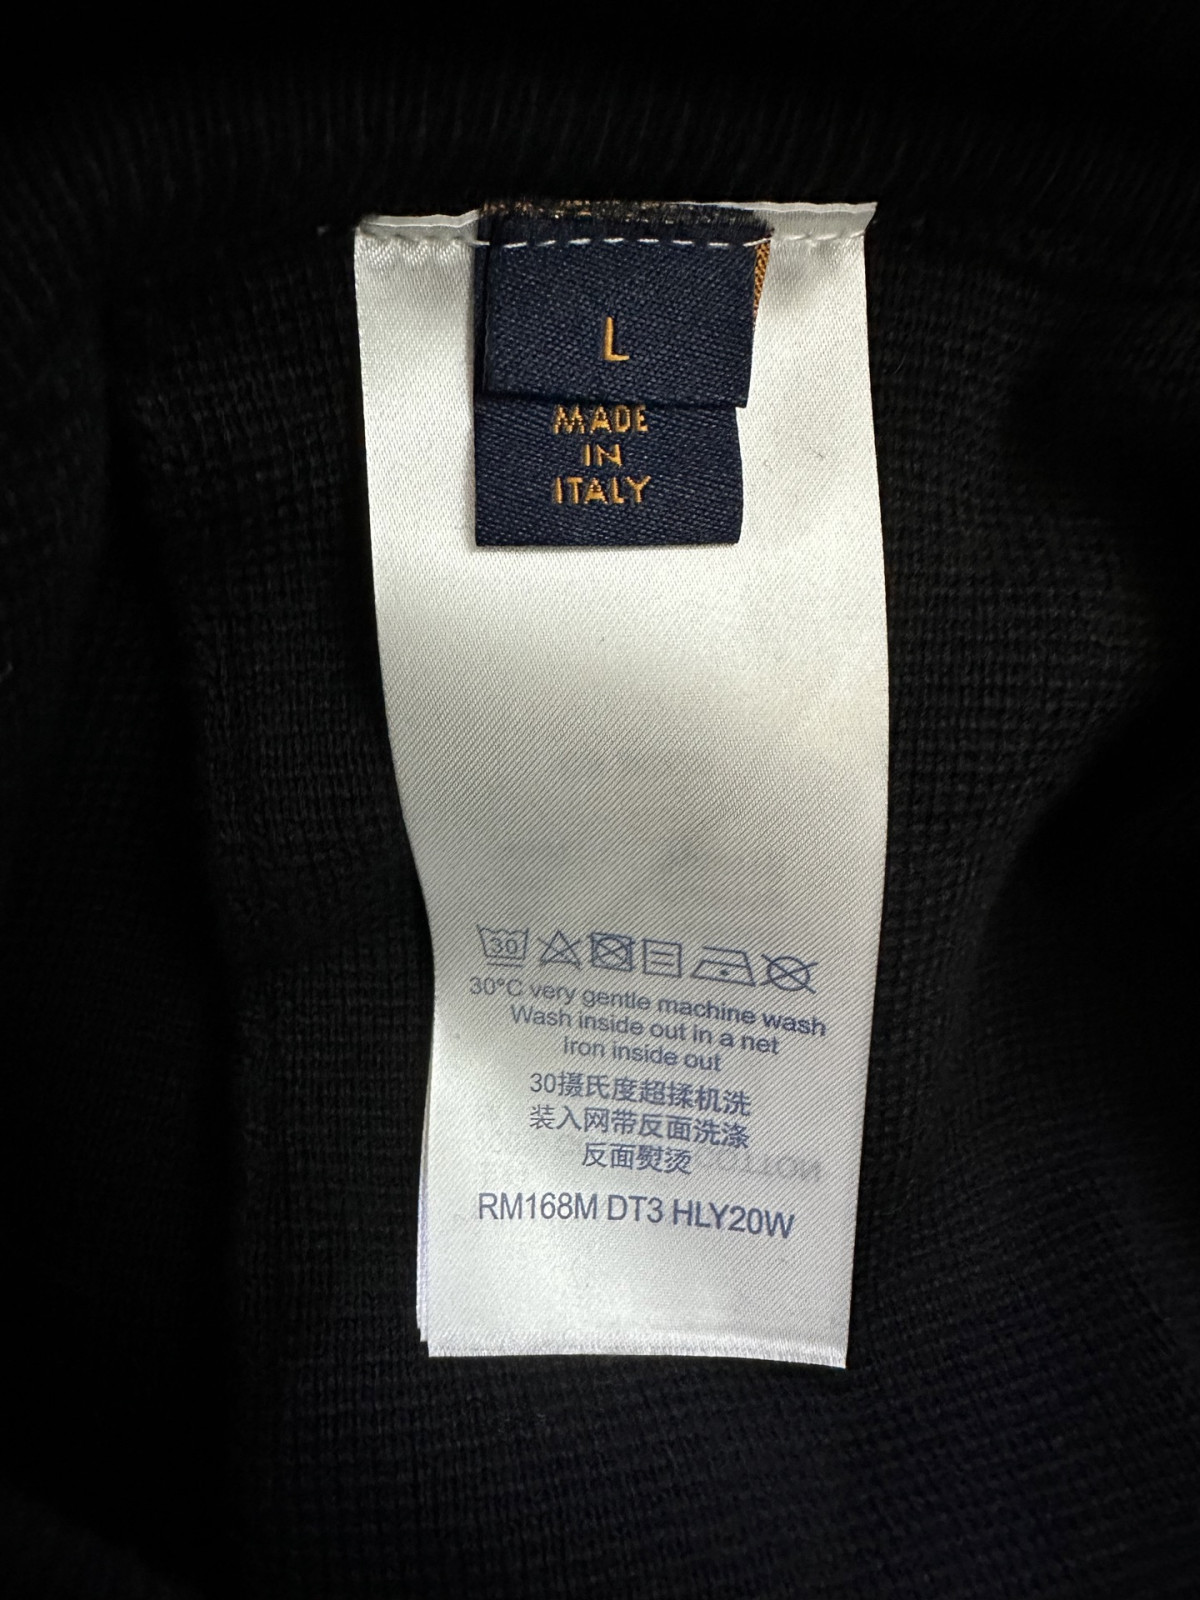 L
MADE
IN
ITALY
30
30°C very gentle machine wash
Wash inside out in a net
Iron inside out
30摄氏度超揉机洗
装入网带反面洗涤
反面熨烫
RM168M DT3 HLY20W